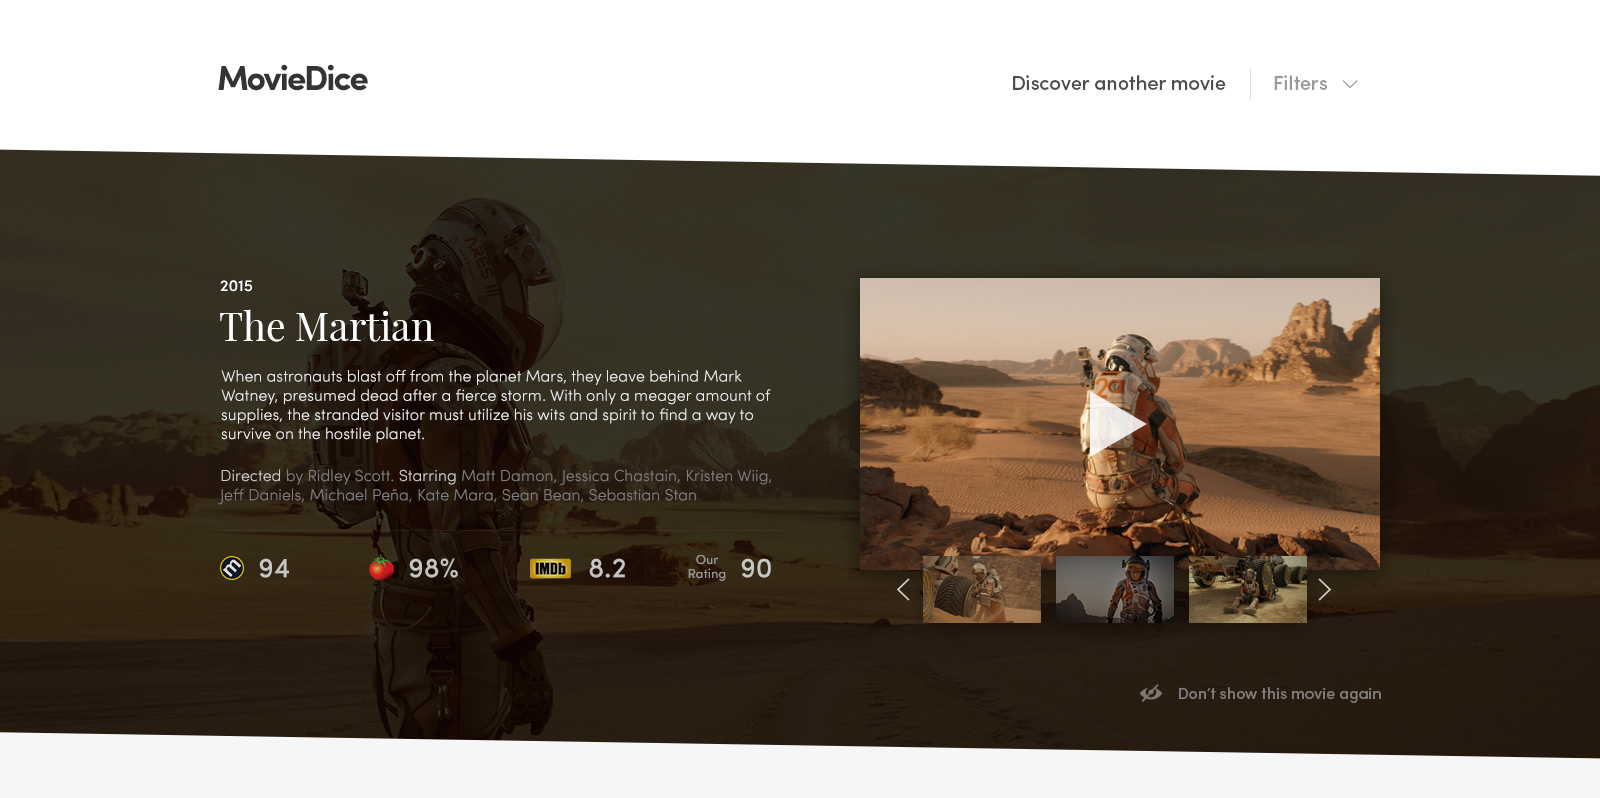 MovieDice
Discover another movie
Filters
2015
The Martian
When astronauts blast off from the planet Mars, they leave behind Mark
Watney, presumed dead after a fierce storm. With only a meager amount of
supplies, the stranded visitor must utilize his wits and spirit to find a way to
survive on the hostile planet.
Directed by Ridley Scott. Starring Matt Damon, Jessica Chastain, Kristen Wiig,
Jeff Daniels, Michael Peña, Kate Mara, Sean Bean, Sebastian Stan
m 94
98%
IMDb 8.2
Our
Rating
90
Don't show this movie again
ARES